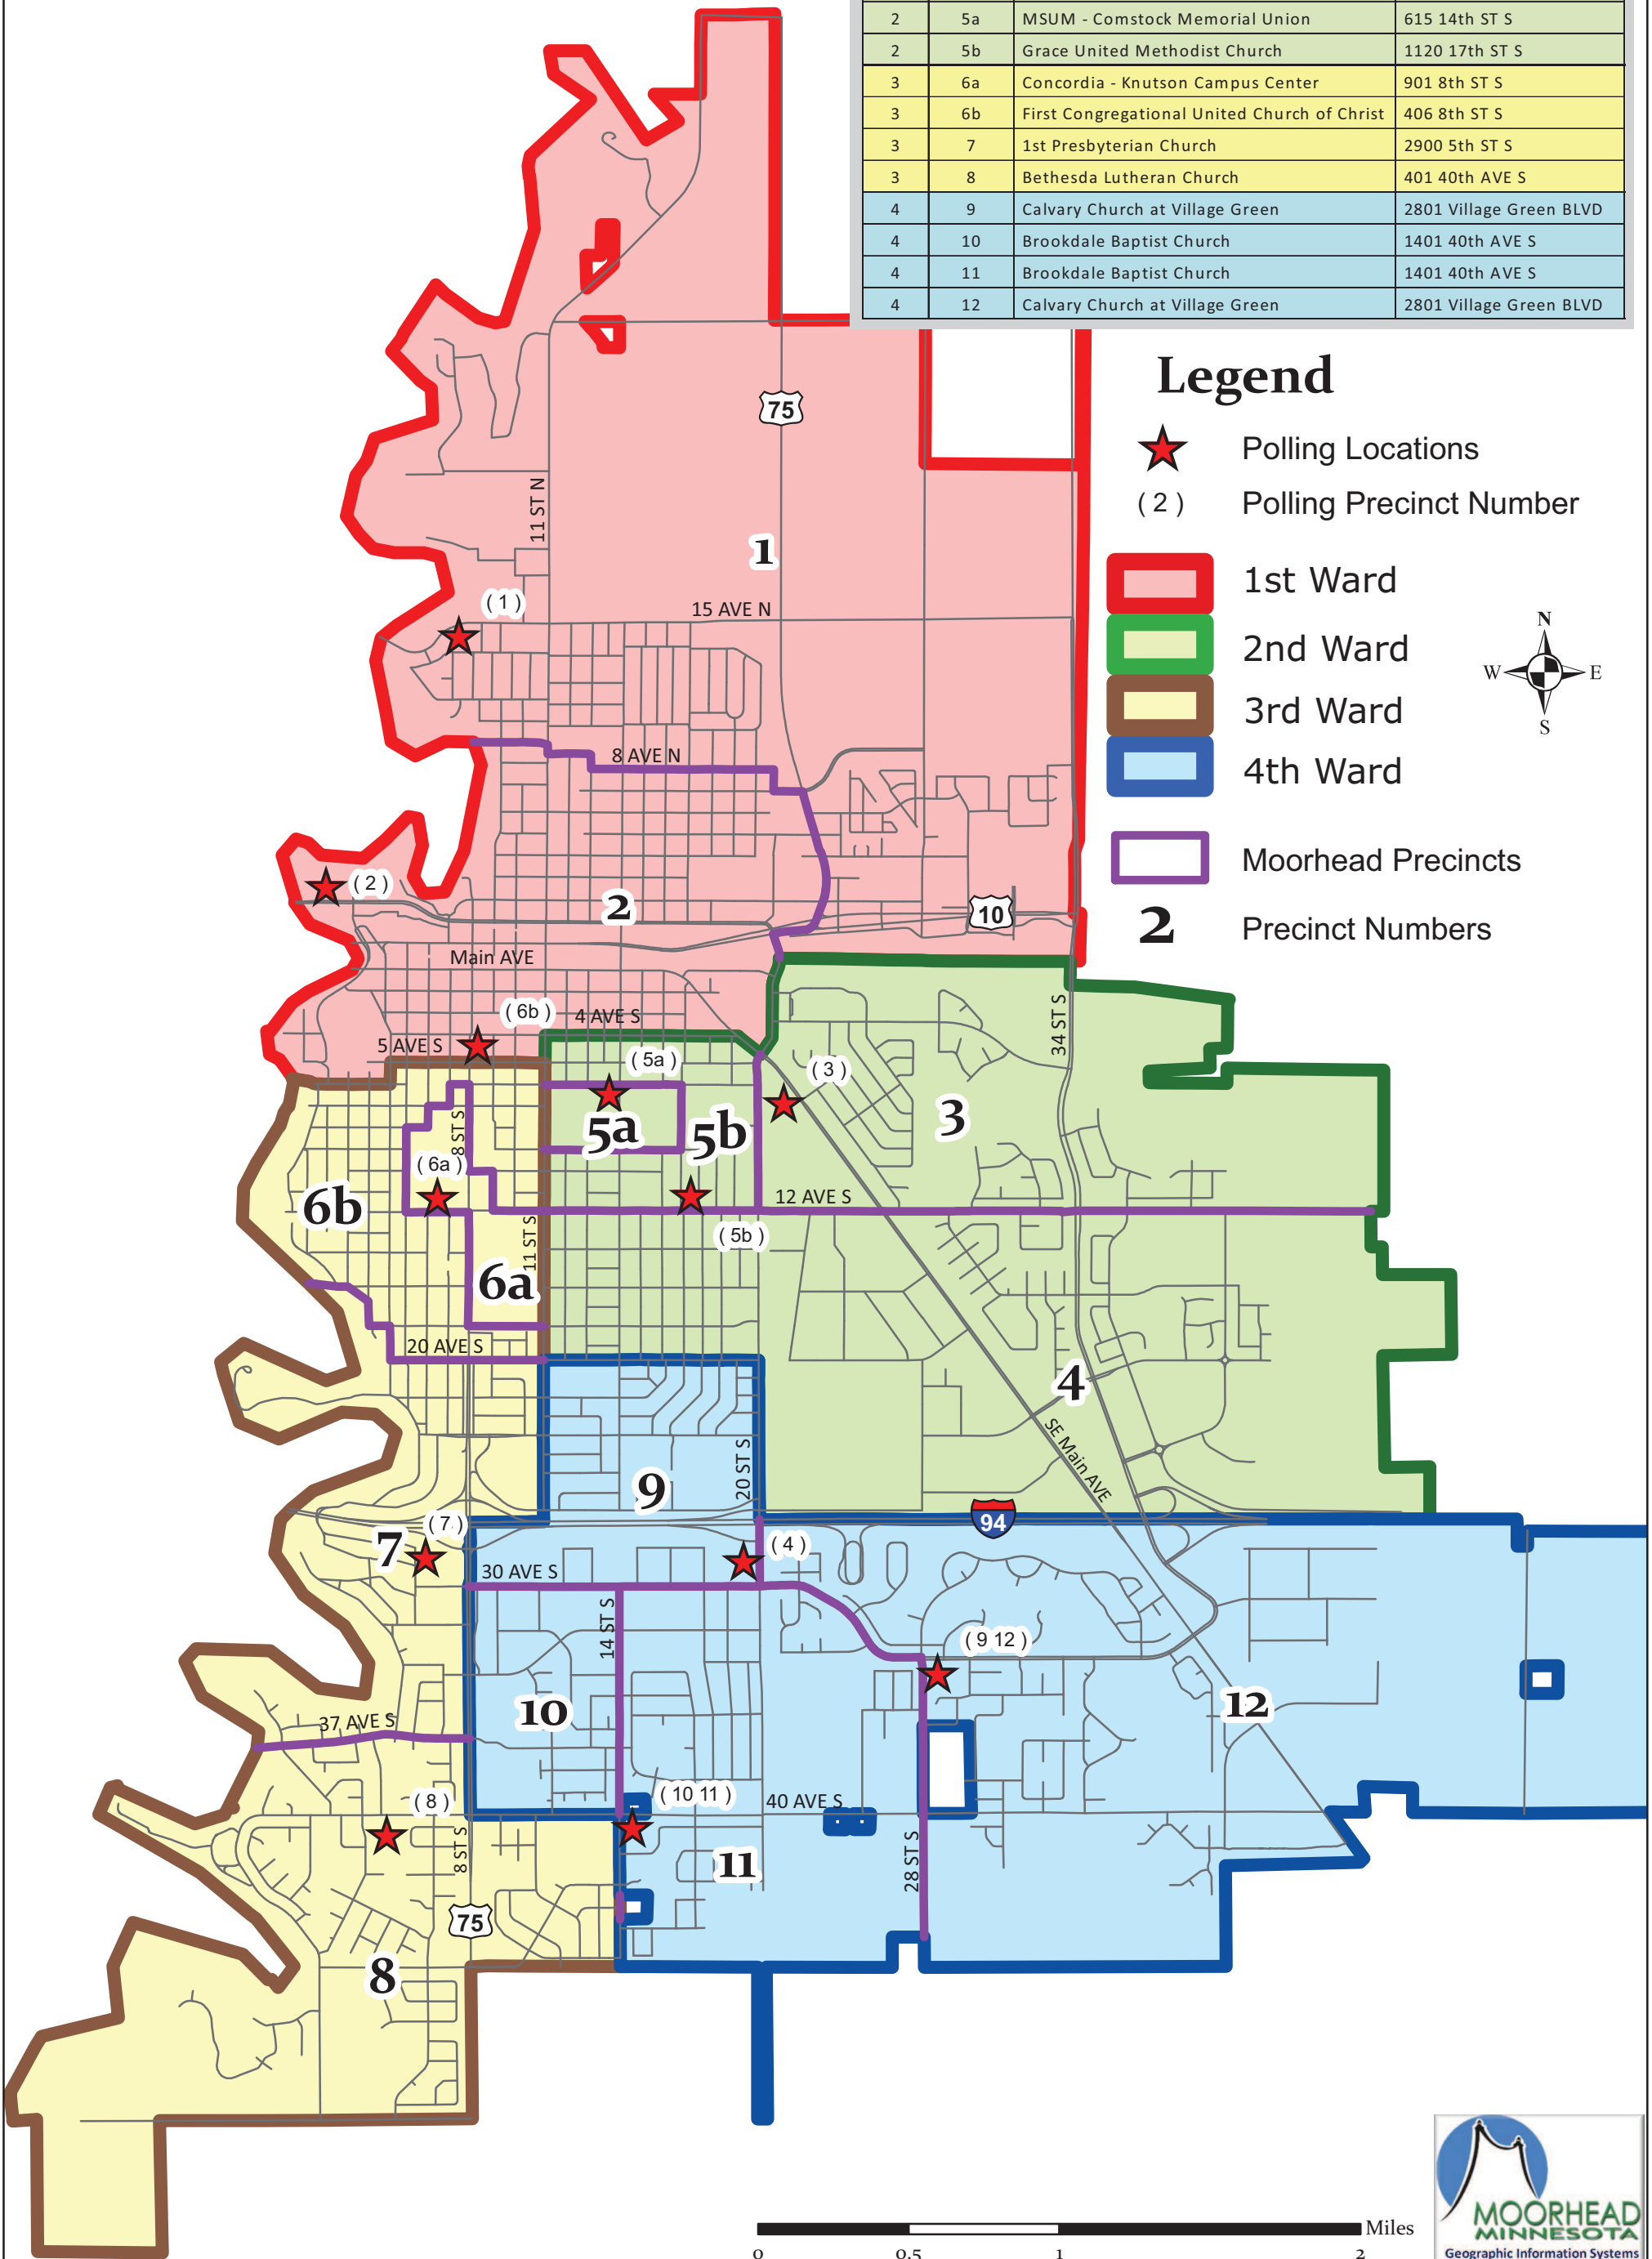 2 5a MSUM - Comstock Memorial Union 615 14th ST S
2 5b Grace United Methodist Church 1120 17th ST S
3 6a Concordia - Knutson Campus Center 901 8th ST S
3 6b First Congregational United Church of Christ 406 8th ST S
3 7 1st Presbyterian Church 2900 5th ST S
3 8 Bethesda Lutheran Church 401 40th AVE S
4 9 Calvary Church at Village Green 2801 Village Green BLVD
4 10 Brookdale Baptist Church 1401 40th AVE S
4 11 Brookdale Baptist Church 1401 40th AVE S
4 12 Calvary Church at Village Green 2801 Village Green BLVD
Legend
Polling Locations
( 2 ) Polling Precinct Number
1st Ward
2nd Ward
3rd Ward
4th Ward
Moorhead Precincts
2 Precinct Numbers
N
W E
S
75
11 ST N
1
( 1 )
15 AVE N
8 AVE N
( 2 )
2
10
Main AVE
( 6b )
4 AVE S
34 ST S
5 AVE S
( 5a )
( 3 )
5a
5b
3
8 ST S
( 6a )
6b
12 AVE S
( 5b )
11 ST S
6a
20 AVE S
4
SE Main AVE
20 ST S
9
94
( 7 )
7
( 4 )
30 AVE S
14 ST S
( 9 12 )
10
12
37 AVE S
( 8 )
( 10 11 )
40 AVE S
8 ST S
28 ST S
11
75
8
Miles
0 0.5 1 2
MOORHEAD
MINNESOTA
Geographic Information Systems